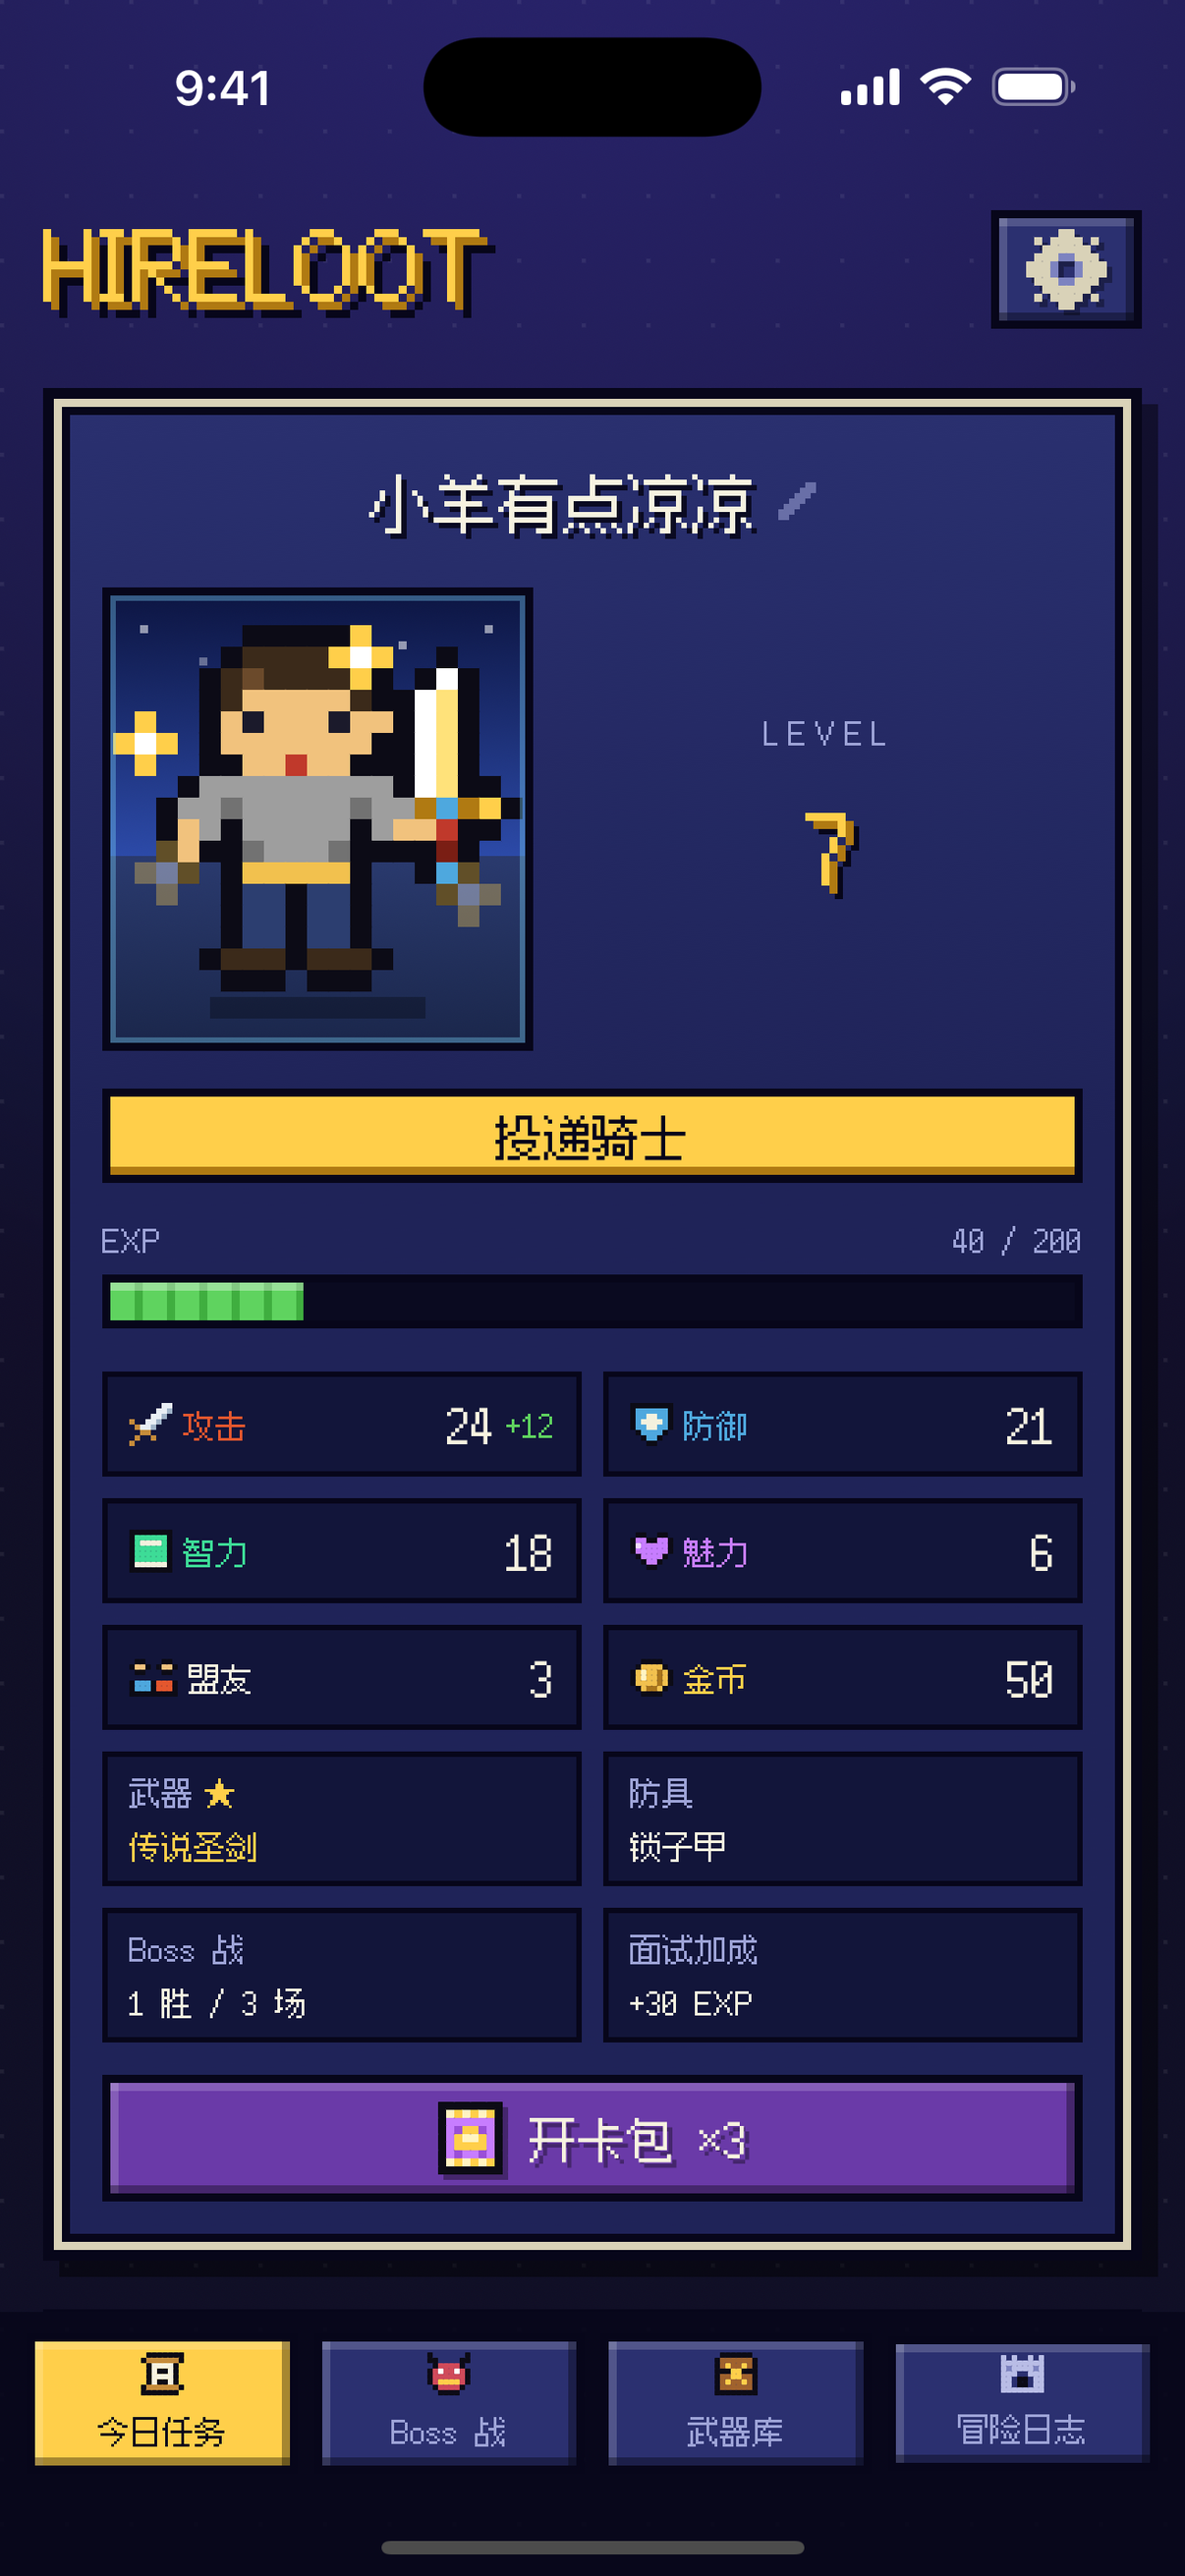 9:41
HIRELOOT
小羊有点凉凉
LEVEL
7
投递骑士
EXP 40 / 200
攻击 24 +12
防御 21
智力 18
魅力 6
盟友 3
金币 50
武器
传说圣剑
防具
锁子甲
Boss 战
1 胜 / 3 场
面试加成
+30 EXP
开卡包 ×3
今日任务
Boss 战
武器库
冒险日志